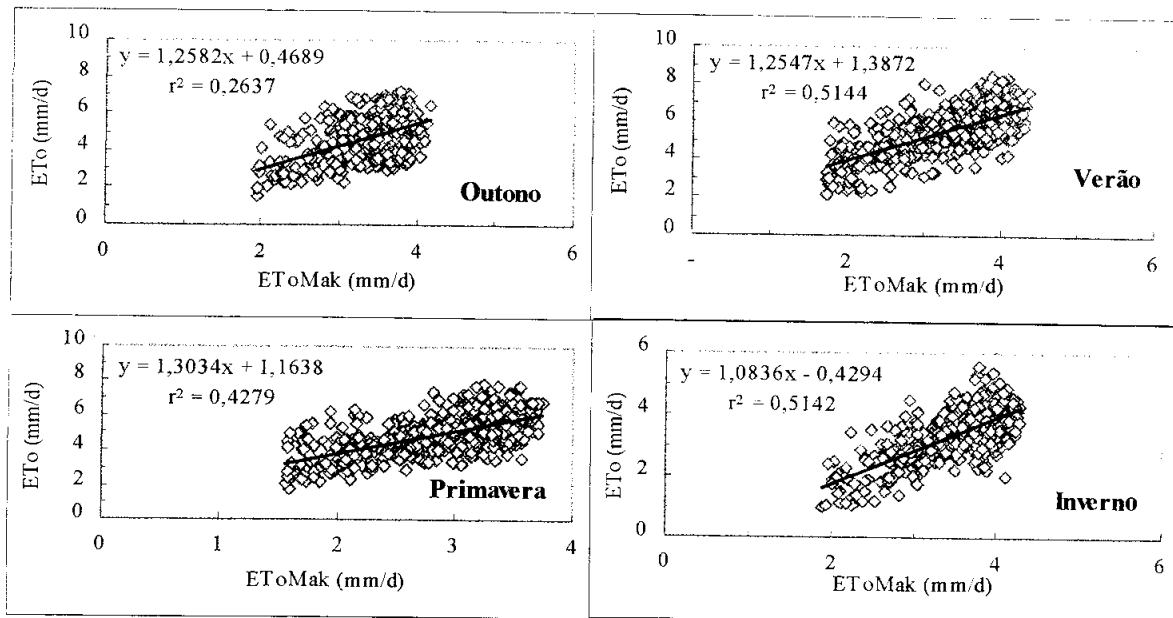 10
y = 1,2582x + 0,4689
8
r² = 0,2637
6
4
2
0
ETo (mm/d)
Outono
0 2 4 6
EToMak (mm/d)
10
y = 1,2547x + 1,3872
8
r² = 0,5144
6
4
2
0
ETo (mm/d)
Verão
- 2 4 6
EToMak (mm/d)
10
y = 1,3034x + 1,1638
8
r² = 0,4279
6
4
2
0
ETo (mm/d)
Primavera
0 1 2 3 4
EToMak (mm/d)
6
y = 1,0836x - 0,4294
r² = 0,5142
4
2
0
ETo (mm/d)
Inverno
0 2 4 6
EToMak (mm/d)